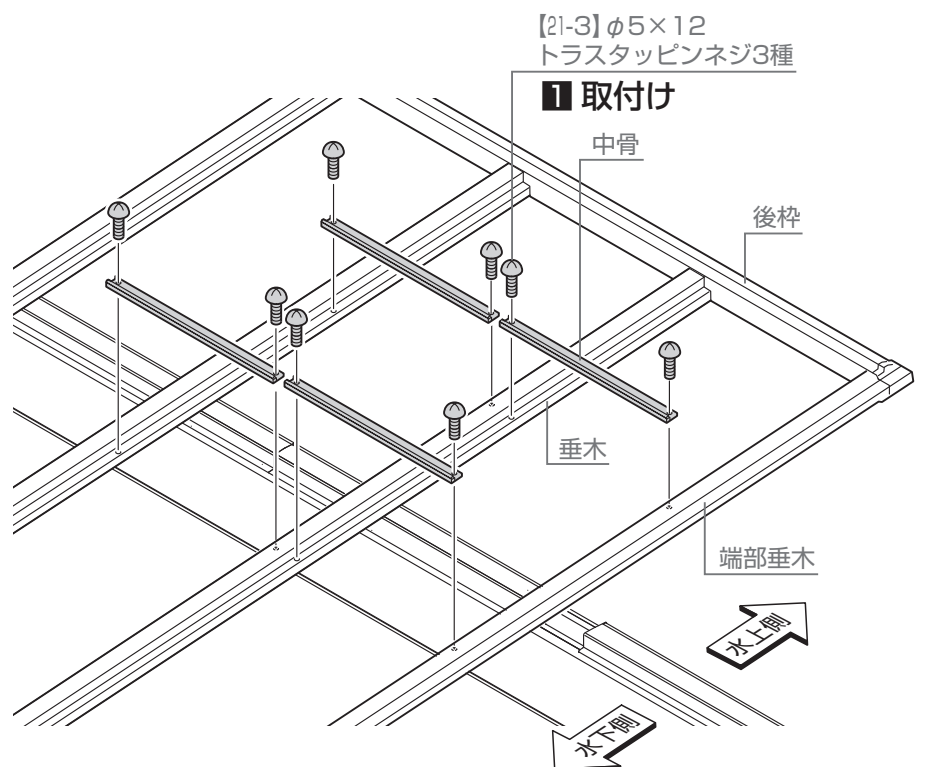 【21-3】φ5×12
トラスタッピンネジ3種
1 取付け
中骨
後枠
垂木
端部垂木
水上側
水下側